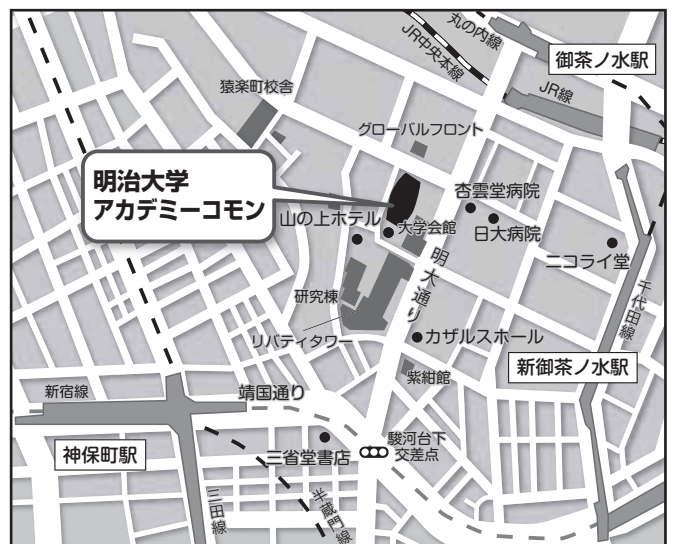 丸の内線
JR中央本線
御茶ノ水駅
JR線
猿楽町校舎
グローバルフロント
明治大学
アカデミーコモン
杏雲堂病院
山の上ホテル
大学会館
日大病院
ニコライ堂
明大通り
千代田線
研究棟
リバティタワー
カザルスホール
新御茶ノ水駅
紫紺館
新宿線
靖国通り
神保町駅
三省堂書店
駿河台下
交差点
三田線
半蔵門線